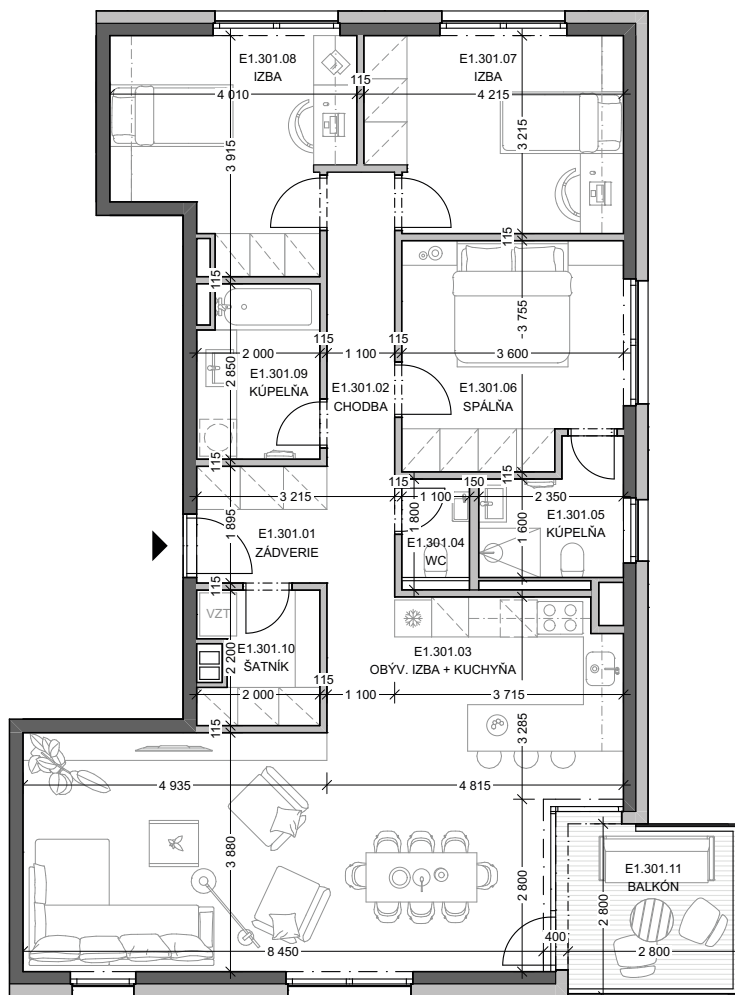 E1.301.08
IZBA
4 010
3 915
115
E1.301.07
IZBA
4 215
3 215
115
115
115
3 755
115
2 000
115
1 100
115
3 600
2 850
E1.301.09
KÚPEĽŇA
E1.301.02
CHODBA
E1.301.06
SPÁLŇA
115
3 215
115
1 100
150
115
2 350
1 895
E1.301.01
ZÁDVERIE
1 800
E1.301.04
WC
1 600
E1.301.05
KÚPEĽŇA
115
115
VZT
2 200
E1.301.10
ŠATNÍK
E1.301.03
OBÝV. IZBA + KUCHYŇA
115
2 000
1 100
3 715
115
3 285
4 935
4 815
3 880
2 800
E1.301.11
BALKÓN
2 800
400
8 450
2 800